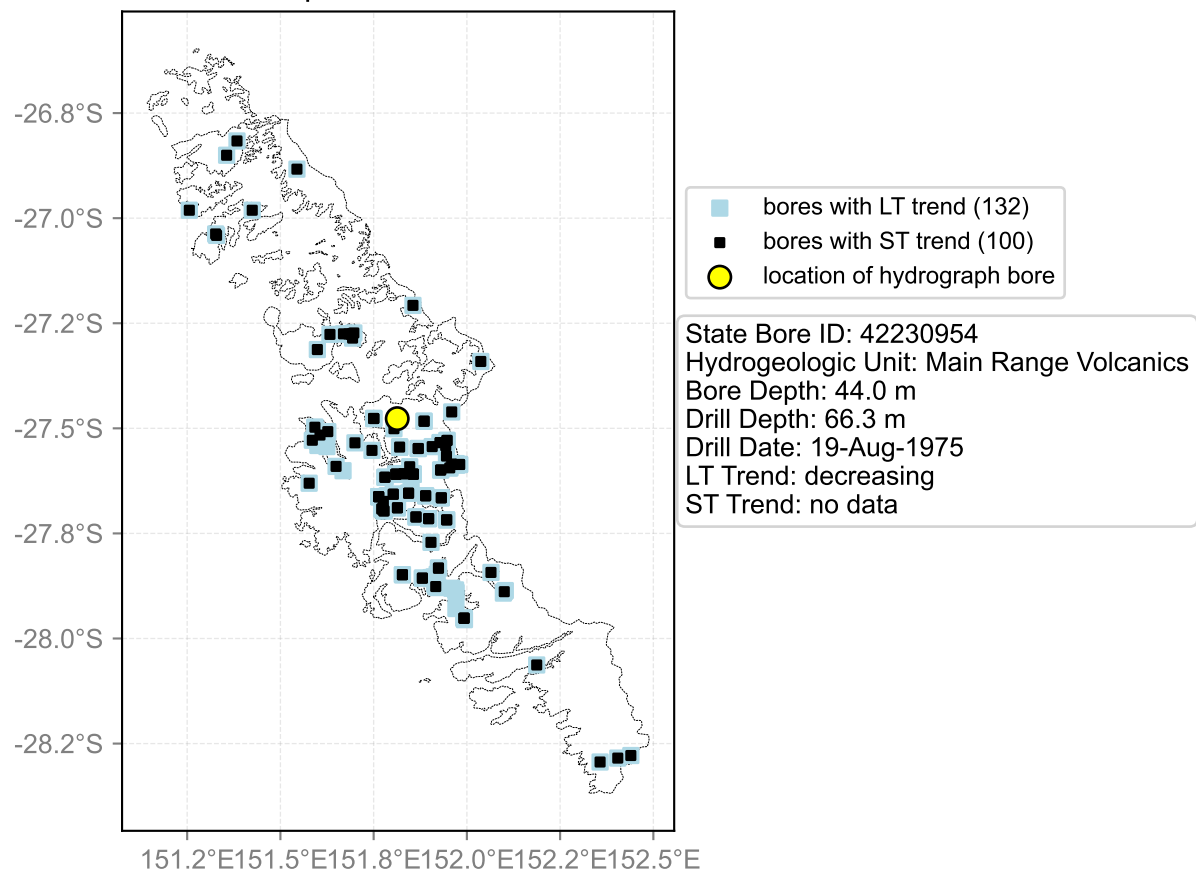 -26.8°S
-27.0°S
-27.2°S
-27.5°S
-27.8°S
-28.0°S
-28.2°S
151.2°E151.5°E151.8°E152.0°E152.2°E152.5°E
bores with LT trend (132)
bores with ST trend (100)
location of hydrograph bore
State Bore ID: 42230954
Hydrogeologic Unit: Main Range Volcanics
Bore Depth: 44.0 m
Drill Depth: 66.3 m
Drill Date: 19-Aug-1975
LT Trend: decreasing
ST Trend: no data